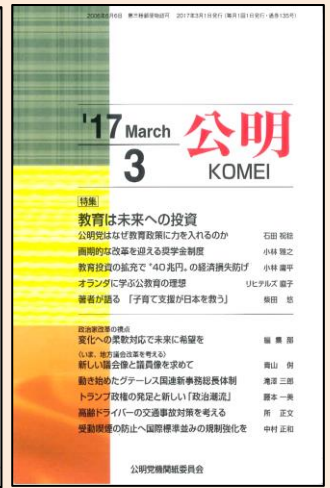 2006年5月6日 第三種郵便物認可 2017年3月1日発行(毎月1回1日発行・通巻135号)
'17 March
3
公明
KOMEI
[特集]
教育は未来への投資
公明党はなぜ教育政策に力を入れるのか 石田 祝稔
画期的な改革を迎える奨学金制度 小林 雅之
教育投資の拡充で“40兆円”の経済損失防げ 小林 庸平
オランダに学ぶ公教育の理想 リヒテルズ 直子
著者が語る 「子育て支援が日本を救う」 柴田 悠
政治家改革の視点
変化への柔軟対応で未来に希望を
〈いま、地方議会改革を考える〉
新しい議会像と議員像を求めて 青山
動き始めたグテーレス国連新事務総長体制 滝澤 三郎
トランプ政権の発足と新しい「政治潮流」 藤本 一美
高齢ドライバーの交通事故対策を考える 所 正文
受動喫煙の防止へ国際標準並みの規制強化を 中村 正和
公明党機関紙委員会